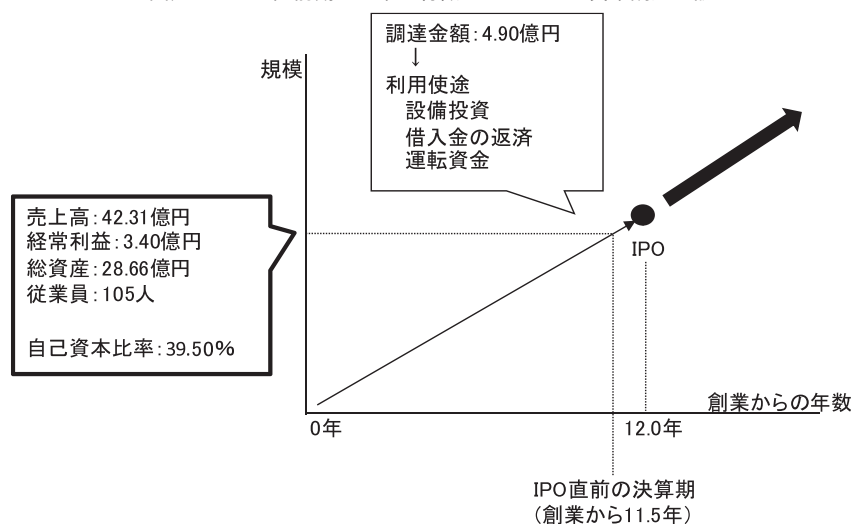 調達金額:4.90億円
↓
利用使途
設備投資
借入金の返済
運転資金
規模
売上高:42.31億円
経常利益:3.40億円
総資産:28.66億円
従業員:105人
自己資本比率:39.50%
IPO
創業からの年数
0年
12.0年
IPO直前の決算期
(創業から11.5年)